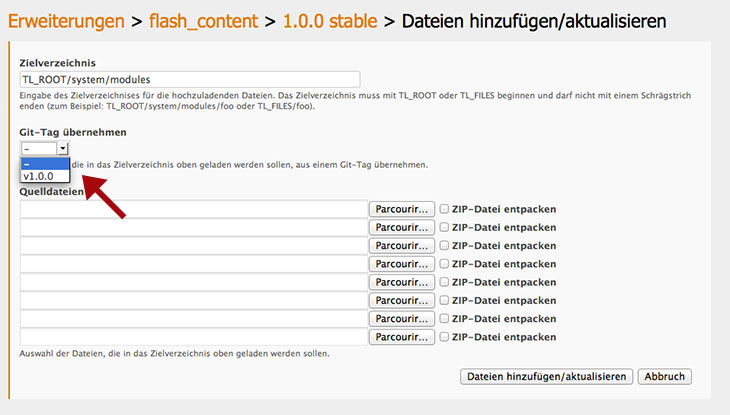 Erweiterungen > flash_content > 1.0.0 stable > Dateien hinzufügen/aktualisieren
Zielverzeichnis
TL_ROOT/system/modules
Eingabe des Zielverzeichnises für die hochzuladenden Dateien. Das Zielverzeichnis muss mit TL_ROOT oder TL_FILES beginnen und darf nicht mit einem Schrägstrich
enden (zum Beispiel: TL_ROOT/system/modules/foo oder TL_FILES/foo).
Git-Tag übernehmen
–
–
die in das Zielverzeichnis oben geladen werden sollen, aus einem Git-Tag übernehmen.
v1.0.0
Quelldateien
Parcourir... ZIP-Datei entpacken
Parcourir... ZIP-Datei entpacken
Parcourir... ZIP-Datei entpacken
Parcourir... ZIP-Datei entpacken
Parcourir... ZIP-Datei entpacken
Parcourir... ZIP-Datei entpacken
Parcourir... ZIP-Datei entpacken
Parcourir... ZIP-Datei entpacken
Auswahl der Dateien, die in das Zielverzeichnis oben geladen werden sollen.
Dateien hinzufügen/aktualisieren Abbruch